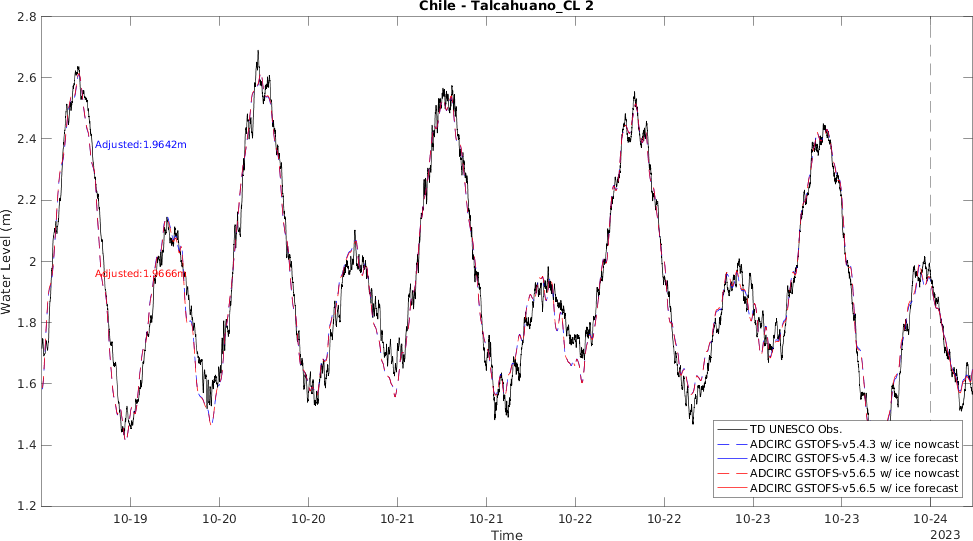 Chile - Talcahuano_CL 2
2.8
2.6
2.4
2.2
2
1.8
1.6
1.4
1.2
Water Level (m)
Adjusted:1.9642m
Adjusted:1.9666m
TD UNESCO Obs.
ADCIRC GSTOFS-v5.4.3 w/ ice nowcast
ADCIRC GSTOFS-v5.4.3 w/ ice forecast
ADCIRC GSTOFS-v5.6.5 w/ ice nowcast
ADCIRC GSTOFS-v5.6.5 w/ ice forecast
10-19 10-20 10-20 10-21 10-21 10-22 10-22 10-23 10-23 10-24
Time
2023